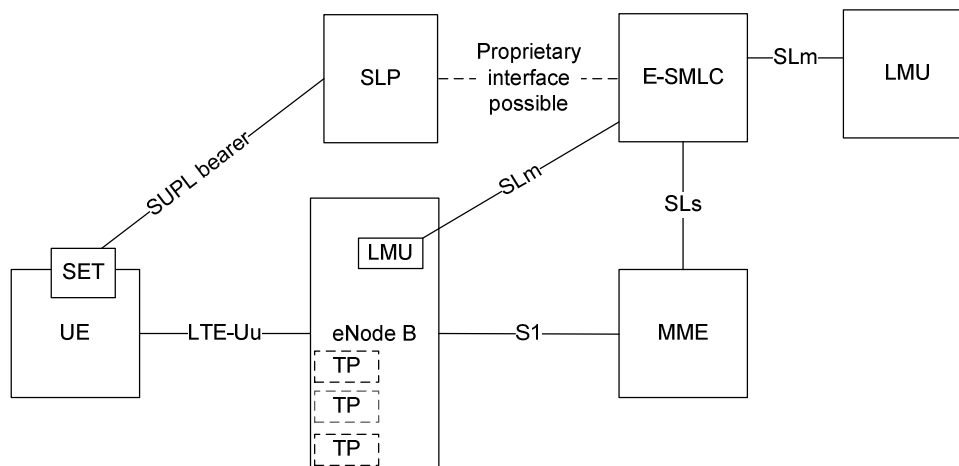 Proprietary
interface
possible
SLP
E-SMLC
SLm
LMU
SUPL bearer
SLm
SLs
LMU
SET
UE
LTE-Uu
eNode B
S1
MME
TP
TP
TP